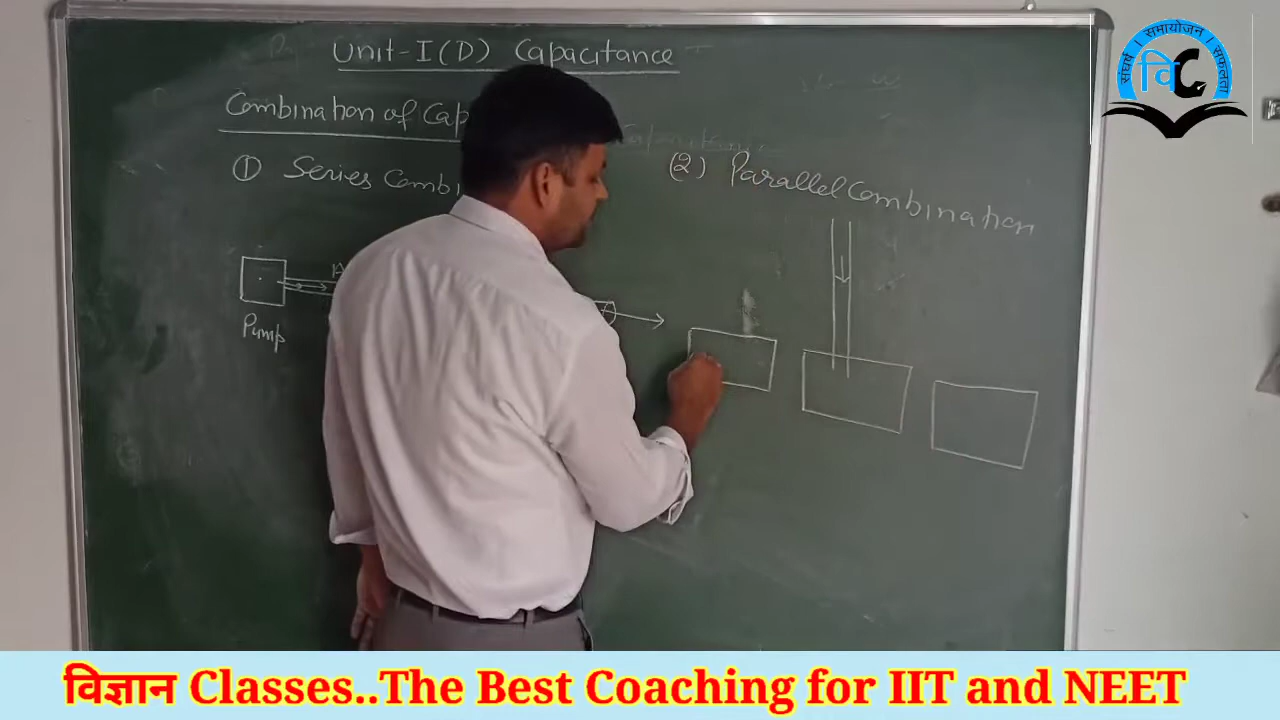 Unit-I(D) Capacitance
Combination of Cap
① Series Combi
(2) Parallel Combination
Pump
संघर्ष । समायोजन । सफलता
वि C
विज्ञान Classes..The Best Coaching for IIT and NEET